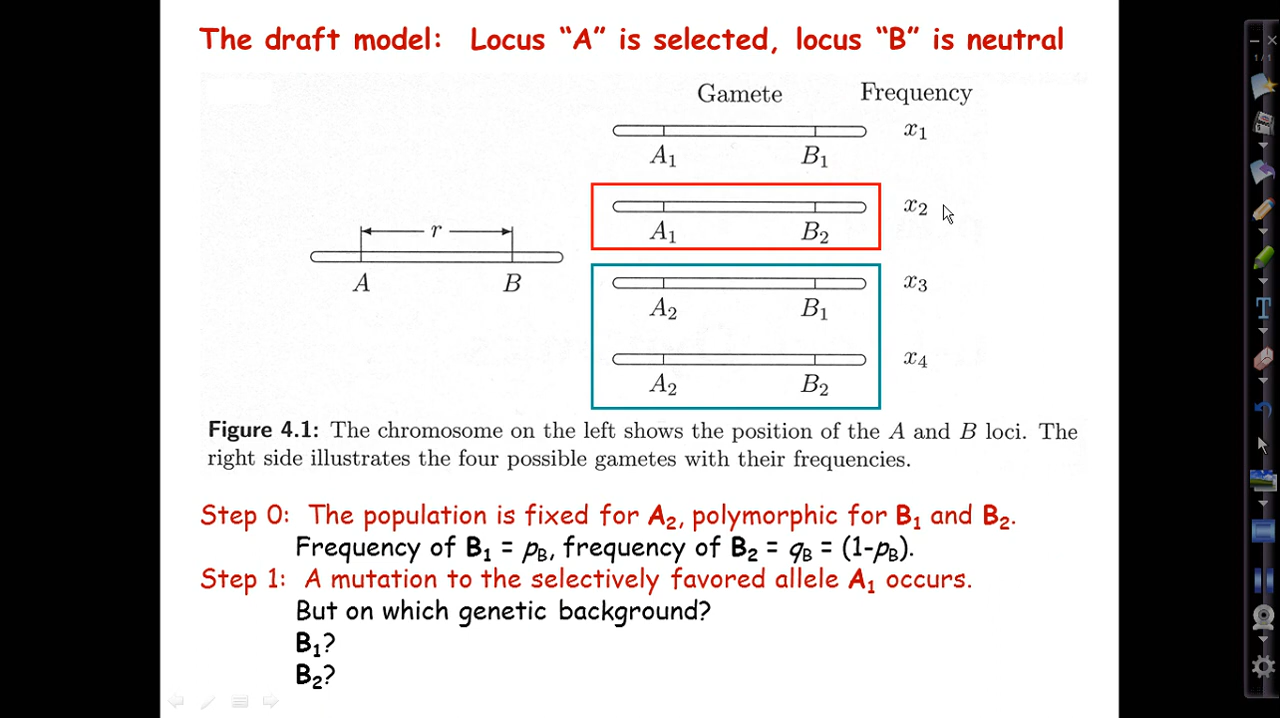 The draft model: Locus “A” is selected, locus “B” is neutral
Gamete Frequency
A₁ B₁ x₁
A₁ B₂ x₂
r
A B
A₂ B₁ x₃
A₂ B₂ x₄
Figure 4.1: The chromosome on the left shows the position of the A and B loci. The
right side illustrates the four possible gametes with their frequencies.
Step 0: The population is fixed for A₂, polymorphic for B₁ and B₂.
Frequency of B₁ = pB, frequency of B₂ = qB = (1-pB).
Step 1: A mutation to the selectively favored allele A₁ occurs.
But on which genetic background?
B₁?
B₂?
1/1
T